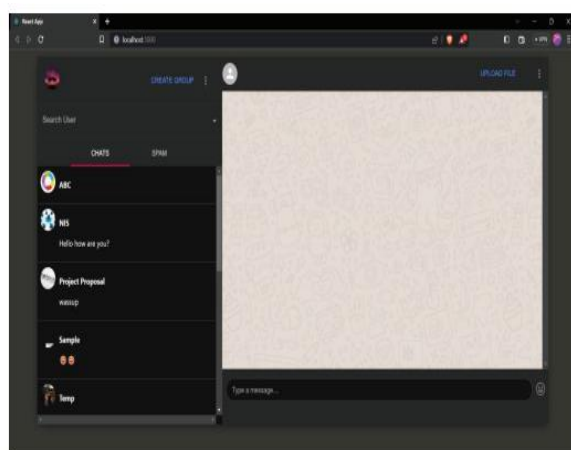 React App
localhost:
CREATE GROUP
UPLOAD FILE
Search User
CHATS SPAM
ABC
NIS
Hello how are you?
Project Proposal
wassup
Sample
Temp
Type a message...